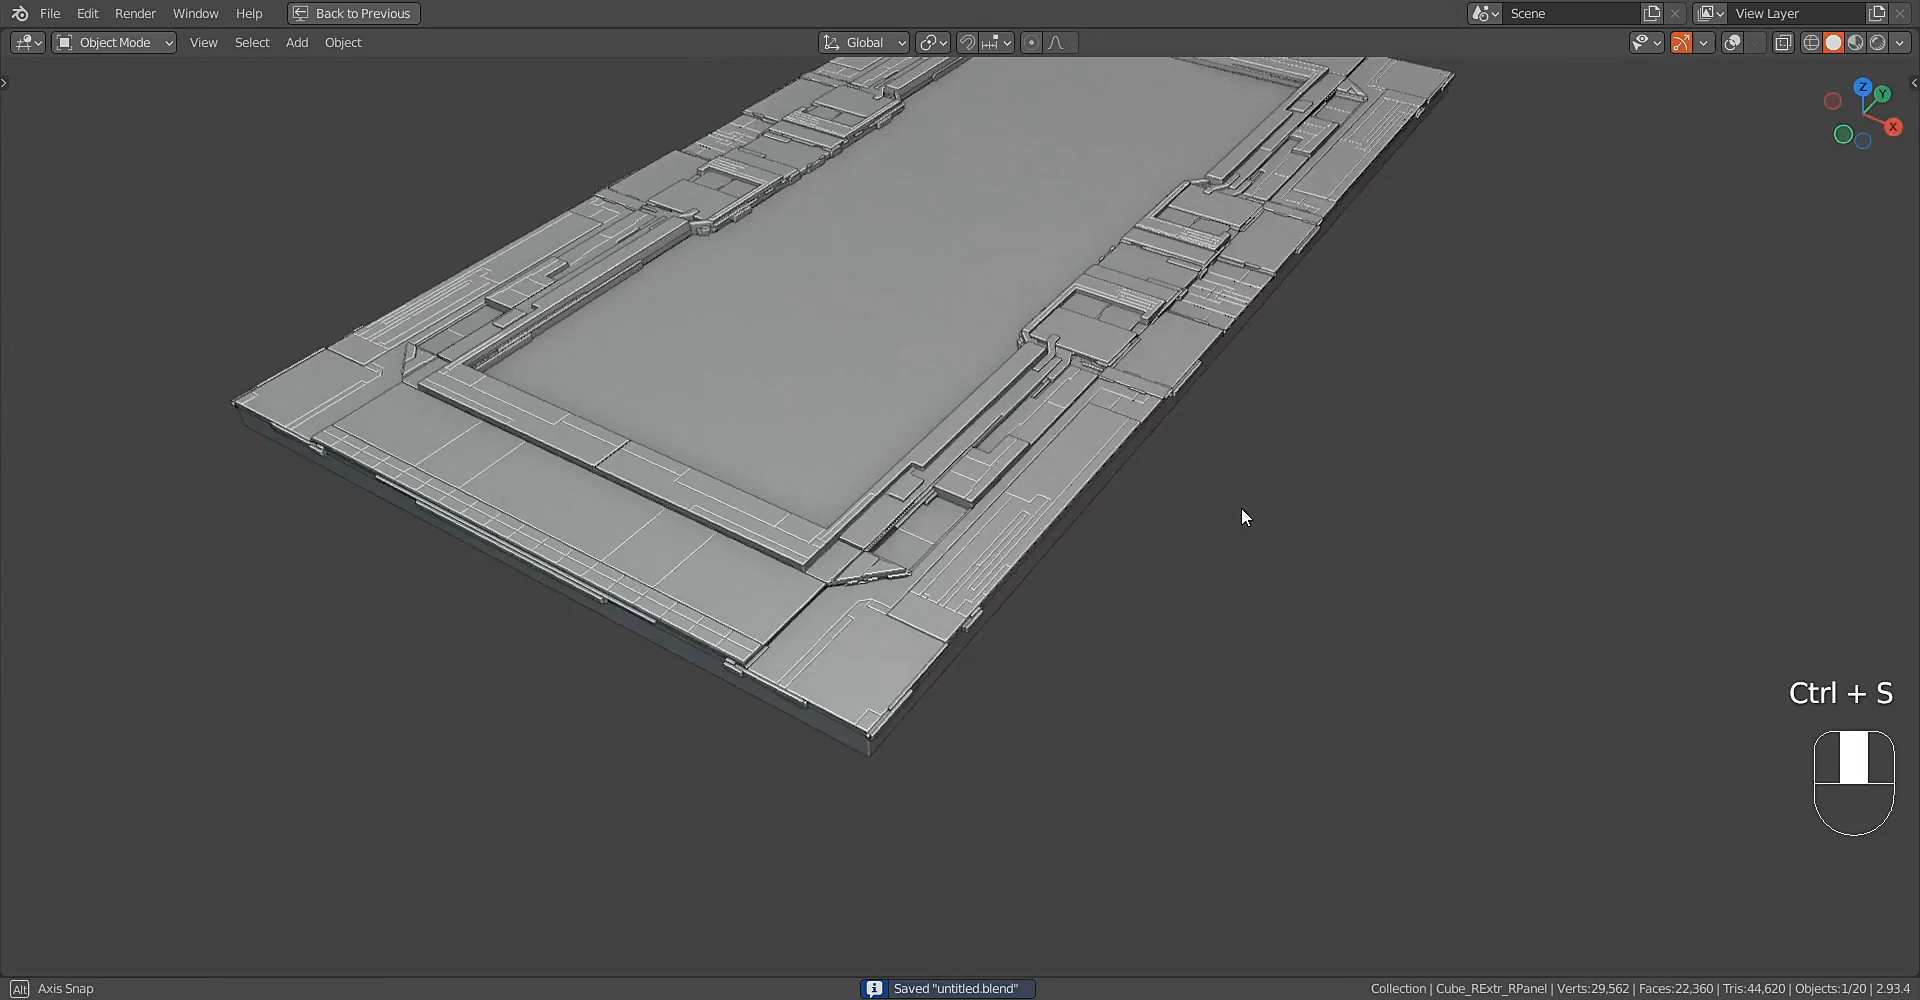 File Edit Render Window Help Back to Previous Scene View Layer
Object Mode View Select Add Object Global
Z
Y
X
Ctrl + S
Alt Axis Snap Saved "untitled.blend" Collection | Cube_RExtr_RPanel | Verts:29,562 | Faces:22,360 | Tris:44,620 | Objects:1/20 | 2.93.4